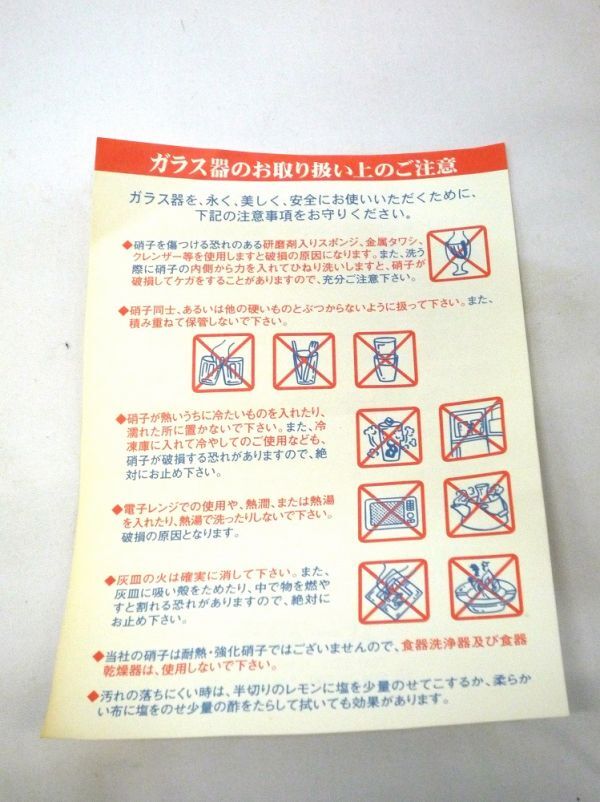 ガラス器のお取り扱い上のご注意
ガラス器を、永く、美しく、安全にお使いいただくために、
下記の注意事項をお守りください。
◆硝子を傷つける恐れのある研磨剤入りスポンジ、金属タワシ、
クレンザー等を使用しますと破損の原因になります。また、洗う
際に硝子の内側から力を入れてひねり洗いしますと、硝子が
破損してケガをすることがありますので、充分ご注意下さい。
◆硝子同士、あるいは他の硬いものとぶつからないように扱って下さい。また、
積み重ねて保管しないで下さい。
◆硝子が熱いうちに冷たいものを入れたり、
濡れた所に置かないで下さい。また、冷
凍庫に入れて冷やしてのご使用なども、
硝子が破損する恐れがありますので、絶
対にお止め下さい。
◆電子レンジでの使用や、熱潤、または熱湯
を入れたり、熱湯で洗ったりしないで下さい。
破損の原因となります。
◆灰皿の火は確実に消して下さい。また、
灰皿に吸い殻をためたり、中で物を燃や
すと割れる恐れがありますので、絶対に
お止め下さい。
◆当社の硝子は耐熱・強化硝子ではございませんので、食器洗浄器及び食器
乾燥器は、使用しないで下さい。
◆汚れの落ちにくい時は、半切りのレモンに塩を少量のせてこするか、柔らか
い布に塩をのせ少量の酢をたらして拭いても効果があります。